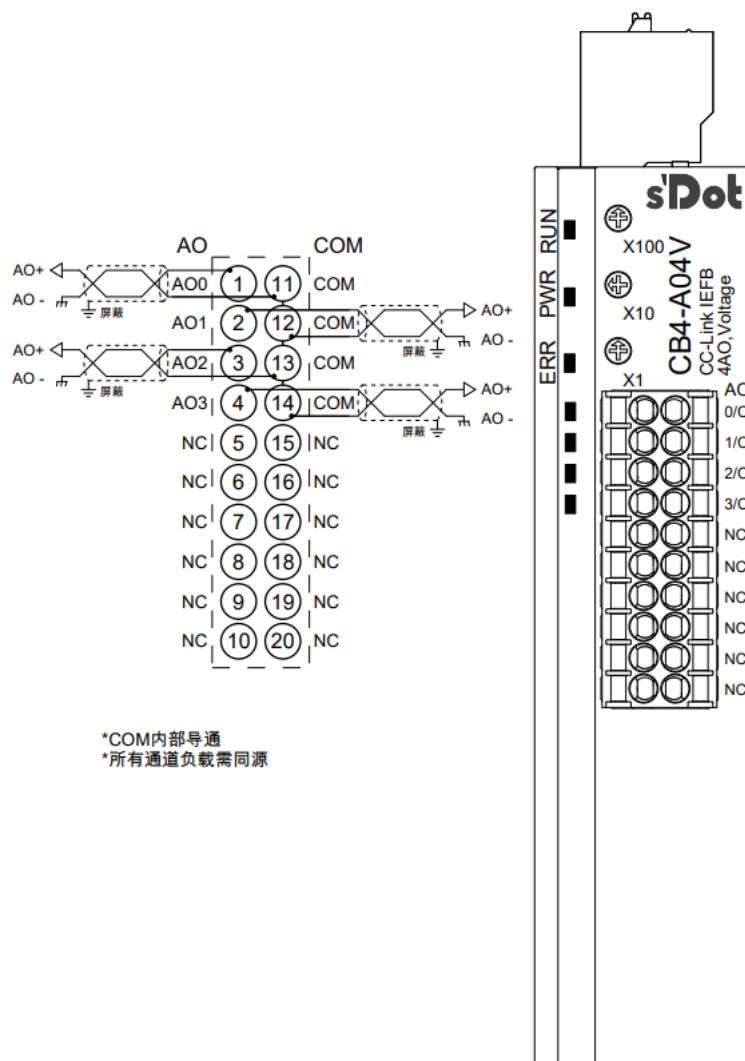 AO COM
AO+ AO0 1 11 COM
AO -
屏蔽
AO1 2 12 COM AO+
AO -
屏蔽
AO+ AO2 3 13 COM
AO -
屏蔽
AO3 4 14 COM AO+
AO -
屏蔽
NC 5 15 NC
NC 6 16 NC
NC 7 17 NC
NC 8 18 NC
NC 9 19 NC
NC 10 20 NC
*COM内部导通
*所有通道负载需同源
s'Dot
RUN
PWR
ERR
X100
X10
X1
CB4-A04V
CC-Link IEFB
4AO,Voltage
0/C
1/C
2/C
3/C
NC
NC
NC
NC
NC
NC